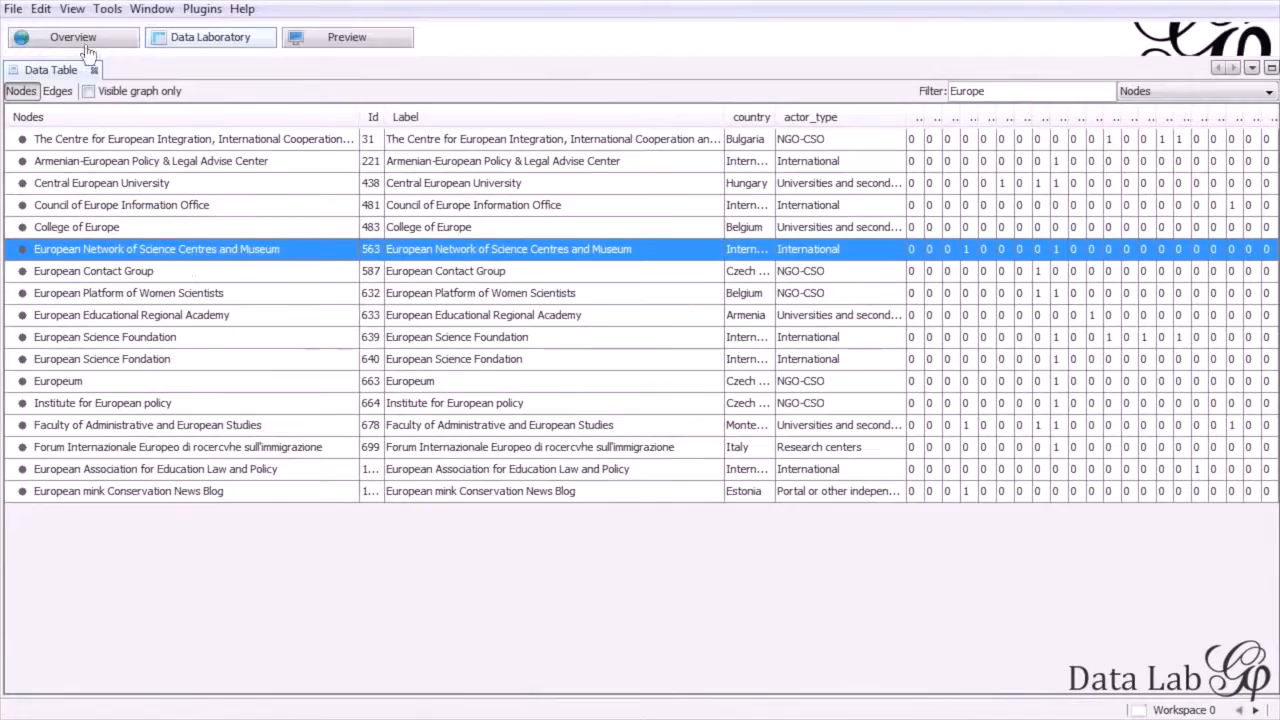 File Edit View Tools Window Plugins Help
Overview Data Laboratory Preview
Data Table
Nodes Edges Visible graph only Filter: Europe Nodes
Nodes Id Label country actor_type .. .. .. .. .. .. .. .. .. .. .. .. .. .. .. .. .. .. .. ..
The Centre for European Integration, International Cooperation... 31 The Centre for European Integration, International Cooperation an... Bulgaria NGO-CSO 0 0 0 0 0 0 0 0 0 0 0 1 0 0 1 1 0 0 0 0
Armenian-European Policy & Legal Advise Center 221 Armenian-European Policy & Legal Advise Center Intern... International 0 0 0 0 0 0 0 0 1 0 0 0 0 0 0 0 0 0 0 0
Central European University 438 Central European University Hungary Universities and second... 0 0 0 0 0 1 0 1 1 0 0 0 0 0 0 0 0 0 0 0
Council of Europe Information Office 481 Council of Europe Information Office Intern... International 0 0 0 0 0 0 0 0 0 0 0 0 0 0 0 0 0 0 1 0 0
College of Europe 483 College of Europe Belgium Universities and second... 0 0 0 0 0 0 0 0 0 0 0 0 0 0 0 0 0 0 0 0
European Network of Science Centres and Museum 563 European Network of Science Centres and Museum Intern... International 0 0 0 1 0 0 0 0 1 0 0 0 0 0 0 0 0 0 0 0
European Contact Group 587 European Contact Group Czech ... NGO-CSO 0 0 0 0 0 0 0 1 0 0 0 0 0 0 0 0 0 0 0 0
European Platform of Women Scientists 632 European Platform of Women Scientists Belgium NGO-CSO 0 0 0 0 0 0 0 1 1 0 0 0 0 0 0 0 0 0 0 0
European Educational Regional Academy 633 European Educational Regional Academy Armenia Universities and second... 0 0 0 0 0 0 0 0 0 0 1 0 0 0 0 0 0 0 0 0
European Science Foundation 639 European Science Foundation Intern... International 0 0 0 0 0 0 0 0 1 0 0 1 0 1 0 1 0 0 0 0
European Science Fondation 640 European Science Fondation Intern... International 0 0 0 0 0 0 0 0 1 0 0 0 0 0 0 0 0 0 0 0
Europeum 663 Europeum Czech ... NGO-CSO 0 0 0 0 0 0 0 0 1 0 0 0 0 0 0 0 0 0 0 0
Institute for European policy 664 Institute for European policy Czech ... NGO-CSO 0 0 0 0 0 0 0 0 1 0 0 0 0 0 0 0 0 0 0 0
Faculty of Administrative and European Studies 678 Faculty of Administrative and European Studies Monte... Universities and second... 0 0 0 1 0 0 0 1 1 0 0 0 0 0 0 0 0 0 1 0 0
Forum Internazionale Europeo di rocercvhe sull'immigrazione 699 Forum Internazionale Europeo di rocercvhe sull'immigrazione Italy Research centers 0 0 0 0 0 0 0 0 1 0 0 0 0 0 0 0 0 0 0 0
European Association for Education Law and Policy 1... European Association for Education Law and Policy Intern... International 0 0 0 0 0 0 0 0 0 0 0 0 0 0 0 0 1 0 0 0 0
European mink Conservation News Blog 1... European mink Conservation News Blog Estonia Portal or other indepen... 0 0 0 1 0 0 0 0 0 0 0 0 0 0 0 0 0 0 0 0
Data Lab
Workspace 0